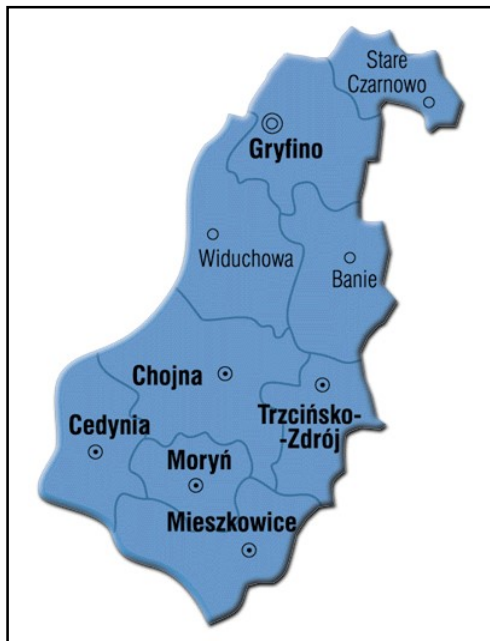 Stare
Czarnowo
Gryfino
Widuchowa
Banie
Chojna
Trzcińsko-
-Zdrój
Cedynia
Moryń
Mieszkowice